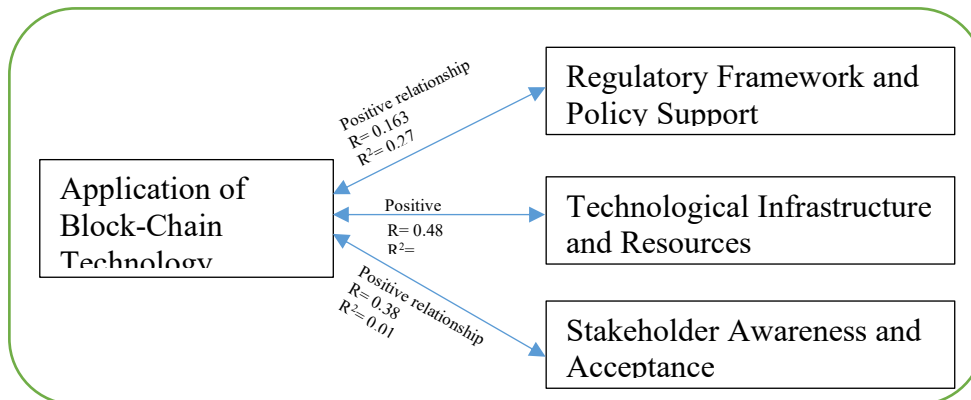 Application of
Block-Chain
Technology
Positive relationship
R= 0.163
R²= 0.27
Positive
R= 0.48
R²=
Positive relationship
R= 0.38
R²= 0.01
Regulatory Framework and
Policy Support
Technological Infrastructure
and Resources
Stakeholder Awareness and
Acceptance